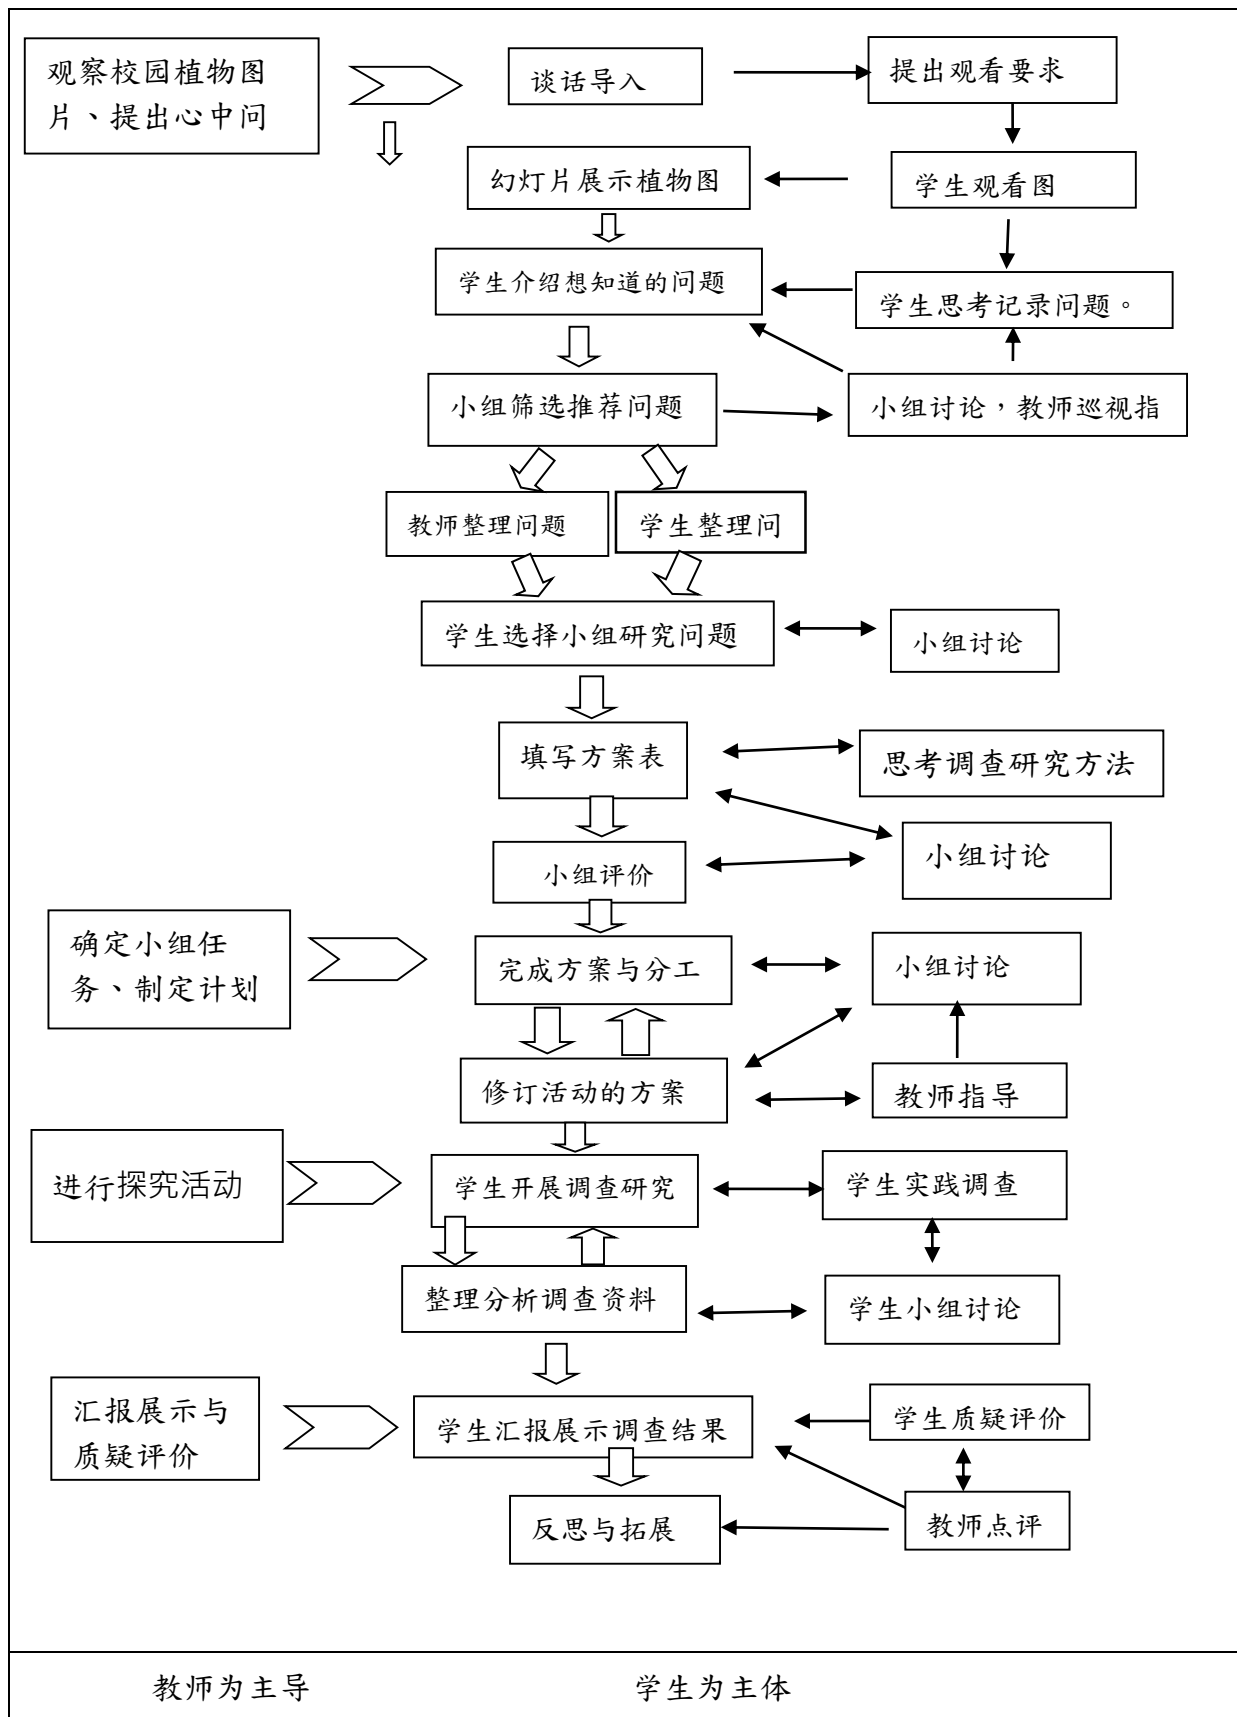 观察校园植物图
片、提出心中问
谈话导入
提出观看要求
幻灯片展示植物图
学生观看图
学生介绍想知道的问题
学生思考记录问题。
小组筛选推荐问题
小组讨论，教师巡视指
教师整理问题
学生整理问
学生选择小组研究问题
小组讨论
填写方案表
思考调查研究方法
小组评价
小组讨论
确定小组任
务、制定计划
完成方案与分工
小组讨论
修订活动的方案
教师指导
进行探究活动
学生开展调查研究
学生实践调查
整理分析调查资料
学生小组讨论
汇报展示与
质疑评价
学生汇报展示调查结果
学生质疑评价
反思与拓展
教师点评
教师为主导
学生为主体